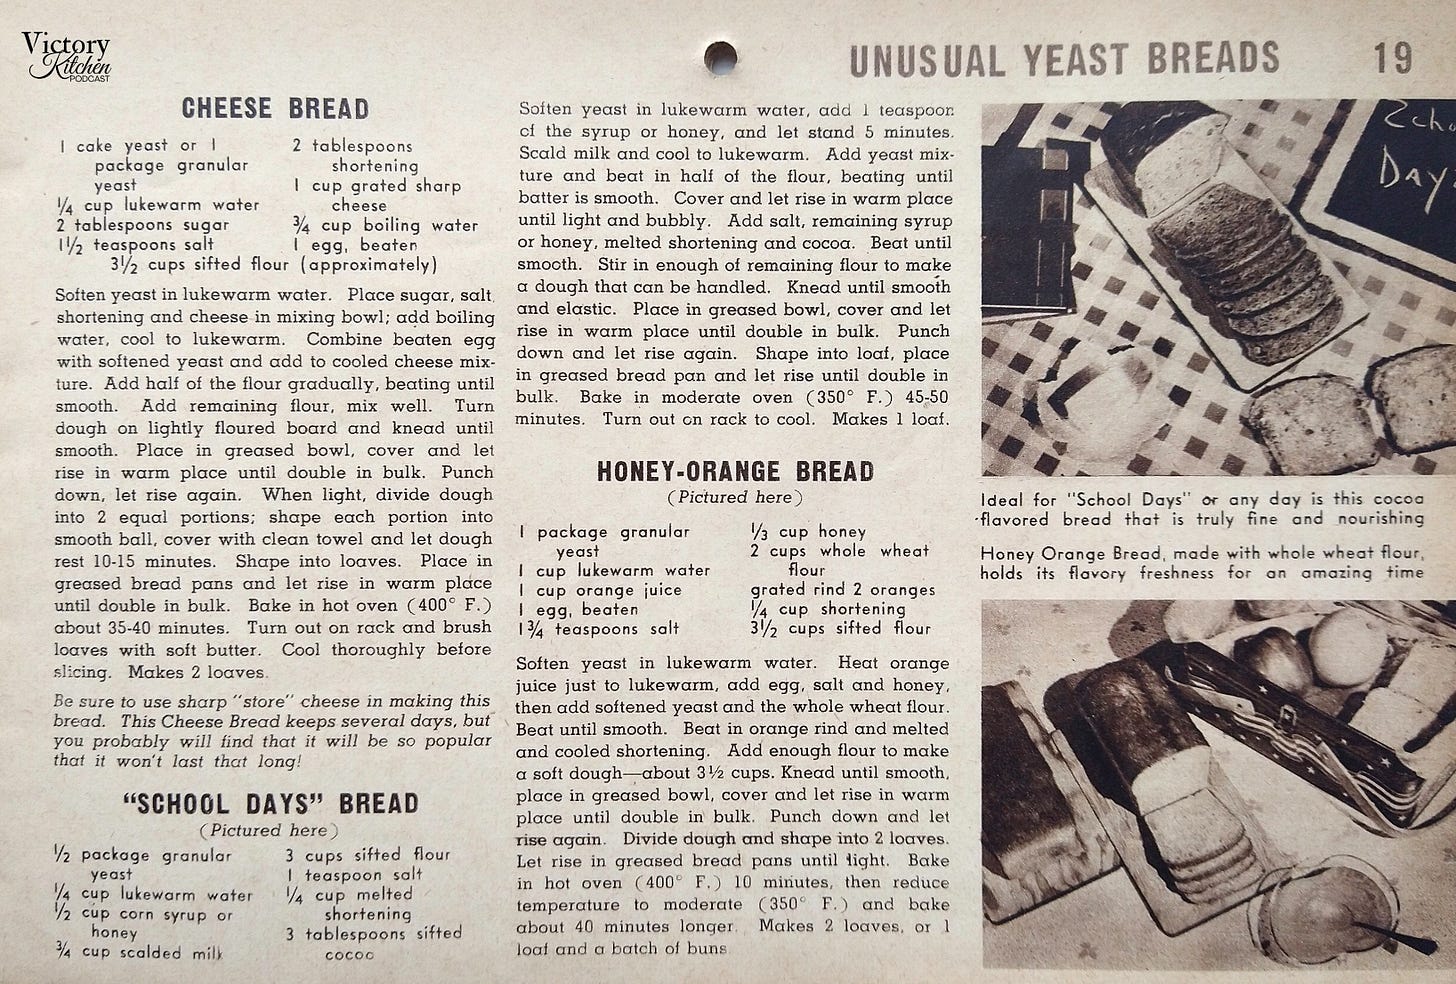 Victory
Kitchen
PODCAST
UNUSUAL YEAST BREADS 19
CHEESE BREAD
1 cake yeast or 1
package granular
yeast
¼ cup lukewarm water
2 tablespoons sugar
1½ teaspoons salt
2 tablespoons
shortening
1 cup grated sharp
cheese
¾ cup boiling water
1 egg, beaten
3½ cups sifted flour (approximately)
Soften yeast in lukewarm water. Place sugar, salt,
shortening and cheese in mixing bowl; add boiling
water, cool to lukewarm. Combine beaten egg
with softened yeast and add to cooled cheese mix-
ture. Add half of the flour gradually, beating until
smooth. Add remaining flour, mix well. Turn
dough on lightly floured board and knead until
smooth. Place in greased bowl, cover and let
rise in warm place until double in bulk. Punch
down, let rise again. When light, divide dough
into 2 equal portions; shape each portion into
smooth ball, cover with clean towel and let dough
rest 10-15 minutes. Shape into loaves. Place in
greased bread pans and let rise in warm place
until double in bulk. Bake in hot oven (400° F.)
about 35-40 minutes. Turn out on rack and brush
loaves with soft butter. Cool thoroughly before
slicing. Makes 2 loaves.
Be sure to use sharp "store" cheese in making this
bread. This Cheese Bread keeps several days, but
you probably will find that it will be so popular
that it won't last that long!
"SCHOOL DAYS" BREAD
(Pictured here)
½ package granular
yeast
¼ cup lukewarm water
½ cup corn syrup or
honey
¾ cup scalded milk
3 cups sifted flour
1 teaspoon salt
¼ cup melted
shortening
3 tablespoons sifted
cocoa
Soften yeast in lukewarm water, add 1 teaspoon
of the syrup or honey, and let stand 5 minutes.
Scald milk and cool to lukewarm. Add yeast mix-
ture and beat in half of the flour, beating until
batter is smooth. Cover and let rise in warm place
until light and bubbly. Add salt, remaining syrup
or honey, melted shortening and cocoa. Beat until
smooth. Stir in enough of remaining flour to make
a dough that can be handled. Knead until smooth
and elastic. Place in greased bowl, cover and let
rise in warm place until double in bulk. Punch
down and let rise again. Shape into loaf, place
in greased bread pan and let rise until double in
bulk. Bake in moderate oven (350° F.) 45-50
minutes. Turn out on rack to cool. Makes 1 loaf.
HONEY-ORANGE BREAD
(Pictured here)
1 package granular
yeast
1 cup lukewarm water
1 cup orange juice
1 egg, beaten
1¾ teaspoons salt
⅓ cup honey
2 cups whole wheat
flour
grated rind 2 oranges
¼ cup shortening
3½ cups sifted flour
Soften yeast in lukewarm water. Heat orange
juice just to lukewarm, add egg, salt and honey,
then add softened yeast and the whole wheat flour.
Beat until smooth. Beat in orange rind and melted
and cooled shortening. Add enough flour to make
a soft dough—about 3½ cups. Knead until smooth,
place in greased bowl, cover and let rise in warm
place until double in bulk. Punch down and let
rise again. Divide dough and shape into 2 loaves.
Let rise in greased bread pans until light. Bake
in hot oven (400° F.) 10 minutes, then reduce
temperature to moderate (350° F.) and bake
about 40 minutes longer. Makes 2 loaves, or 1
loaf and a batch of buns.
Scho
Day
Ideal for "School Days" or any day is this cocoa
flavored bread that is truly fine and nourishing
Honey Orange Bread, made with whole wheat flour,
holds its flavory freshness for an amazing time